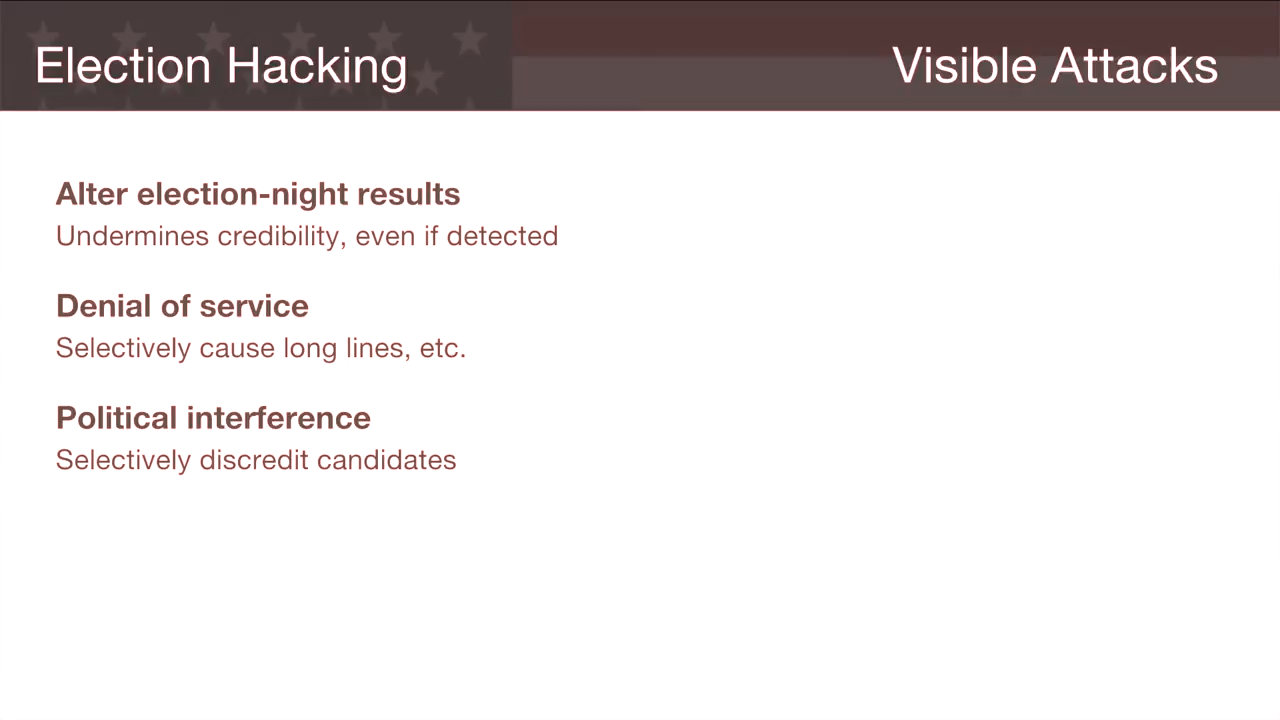 Election Hacking
Visible Attacks
Alter election-night results
Undermines credibility, even if detected
Denial of service
Selectively cause long lines, etc.
Political interference
Selectively discredit candidates